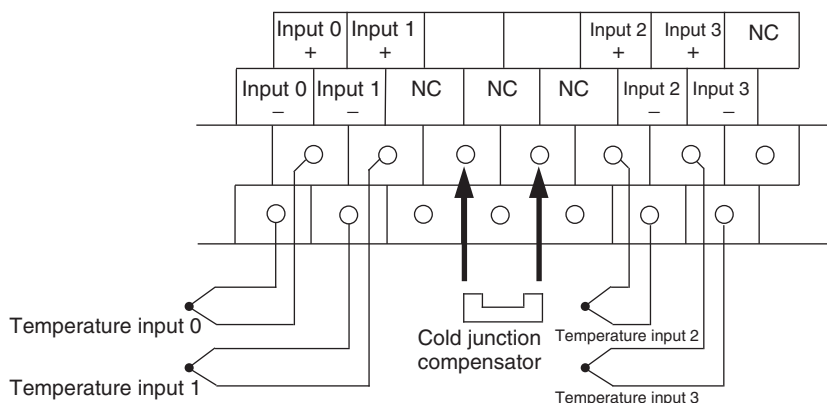 Input 0 Input 1 Input 2 Input 3 NC
+ + + +
Input 0 Input 1 NC NC NC Input 2 Input 3
− − − −
Temperature input 0
Cold junction
compensator
Temperature input 2
Temperature input 1
Temperature input 3